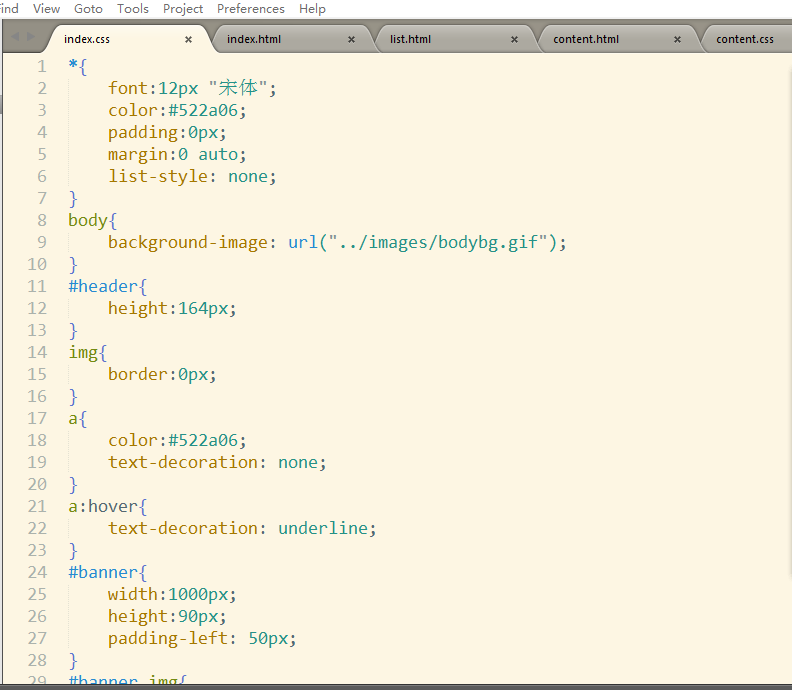 ind View Goto Tools Project Preferences Help
index.css × index.html × list.html × content.html × content.css
1 *{
2 font:12px "宋体";
3 color:#522a06;
4 padding:0px;
5 margin:0 auto;
6 list-style: none;
7 }
8 body{
9 background-image: url("../images/bodybg.gif");
10 }
11 #header{
12 height:164px;
13 }
14 img{
15 border:0px;
16 }
17 a{
18 color:#522a06;
19 text-decoration: none;
20 }
21 a:hover{
22 text-decoration: underline;
23 }
24 #banner{
25 width:1000px;
26 height:90px;
27 padding-left: 50px;
28 }
29 #banner img{